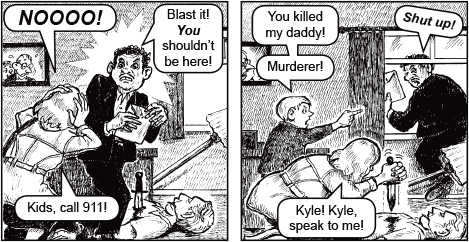 NOOOO!
Blast it!
You
shouldn't
be here!
Kids, call 911!
You killed
my daddy!
Murderer!
Shut up!
Kyle! Kyle,
speak to me!